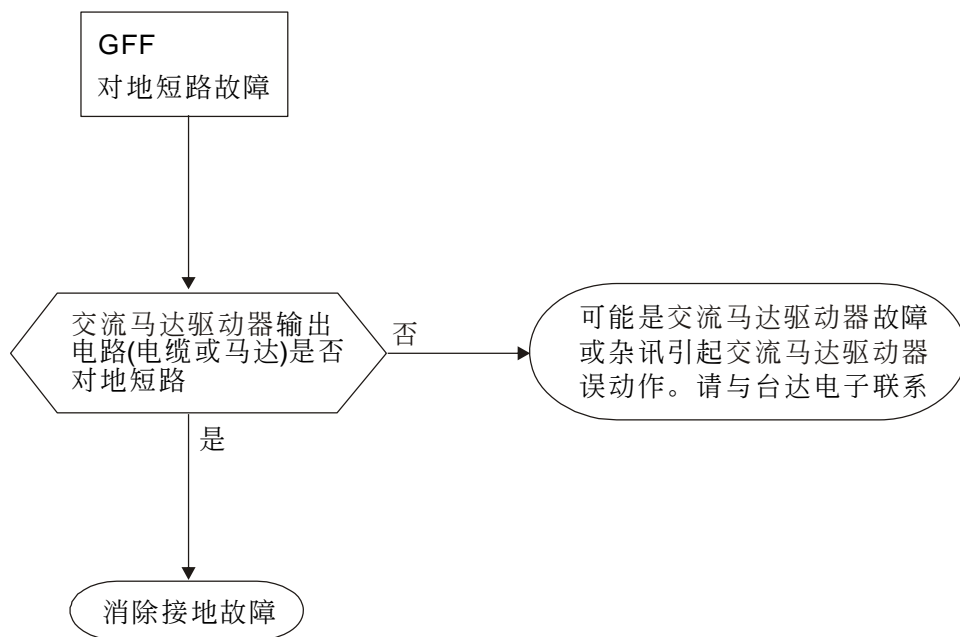 GFF
对地短路故障
交流马达驱动器输出
电路(电缆或马达)是否
对地短路
否
可能是交流马达驱动器故障
或杂讯引起交流马达驱动器
误动作。请与台达电子联系
是
消除接地故障